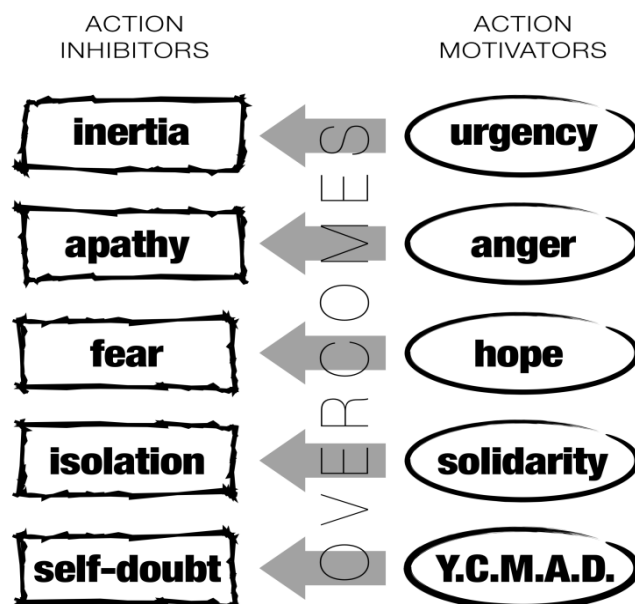 ACTION
INHIBITORS
ACTION
MOTIVATORS
inertia
urgency
apathy
anger
fear
hope
isolation
solidarity
self-doubt
Y.C.M.A.D.
OVERCOMES